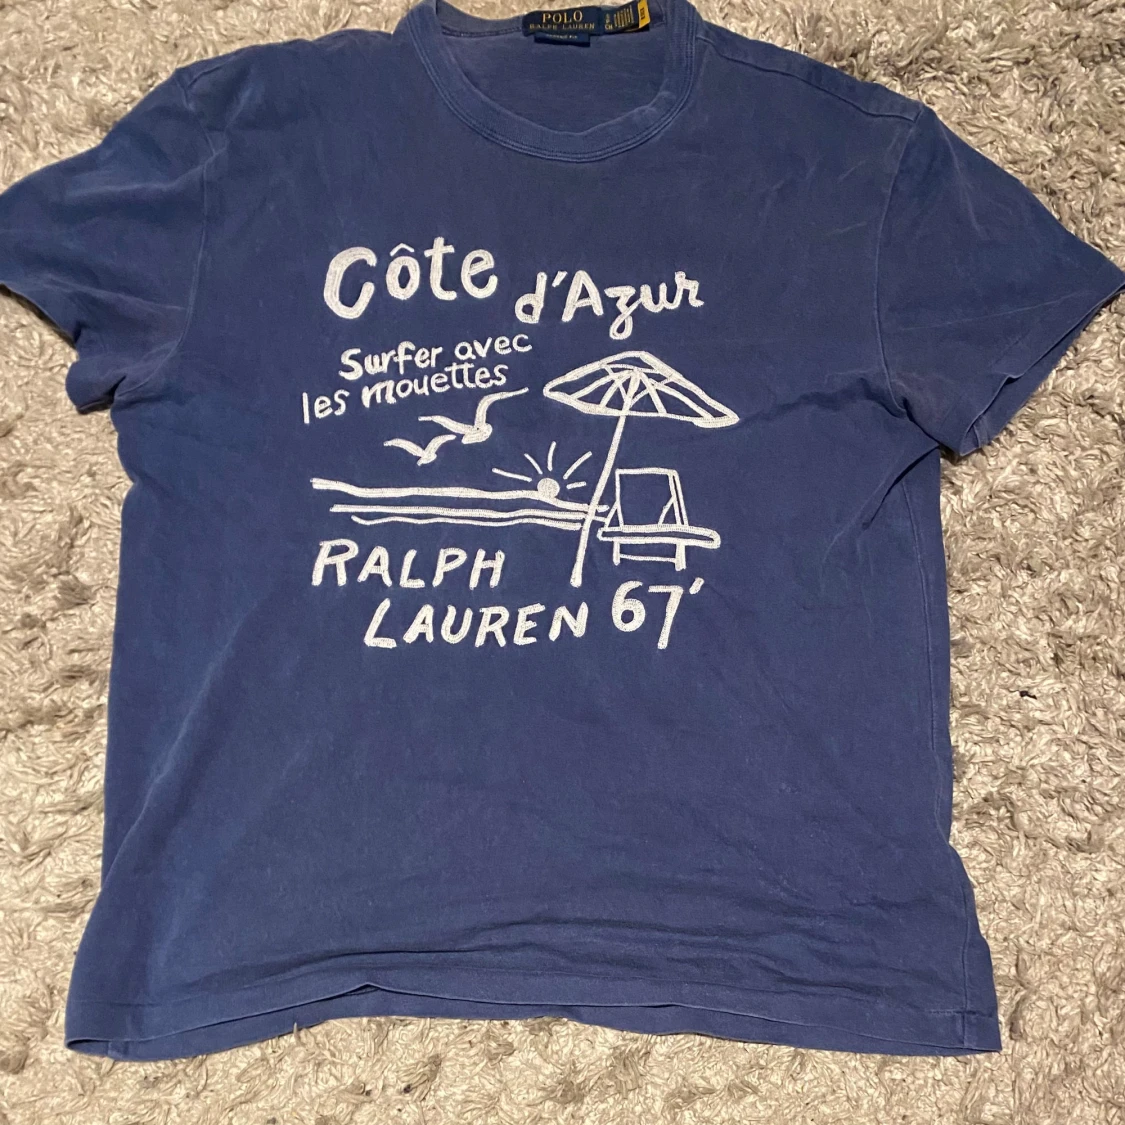 POLO
RALPH LAUREN
Côte
d'Azur
Surfer avec
les mouettes
RALPH
LAUREN 67'